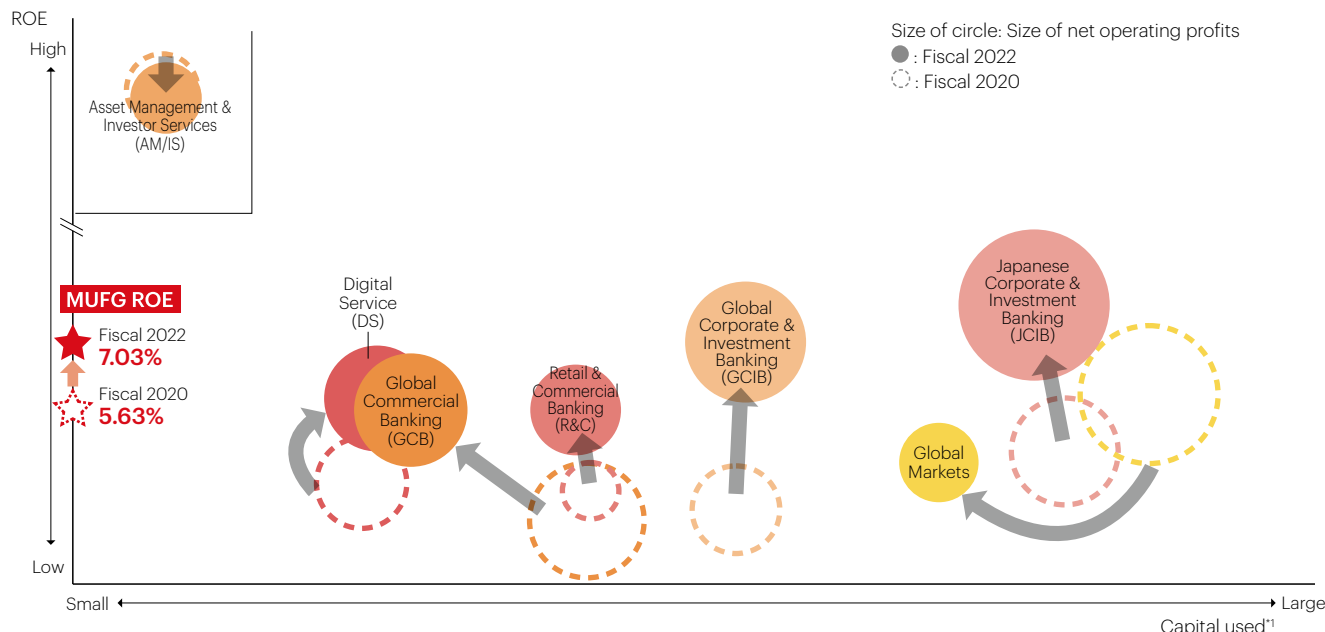 ROE
High
Size of circle: Size of net operating profits
: Fiscal 2022
: Fiscal 2020
Asset Management &
Investor Services
(AM/IS)
MUFG ROE
Fiscal 2022
7.03%
Fiscal 2020
5.63%
Digital
Service
(DS)
Global
Commercial
Banking
(GCB)
Retail &
Commercial
Banking
(R&C)
Global
Corporate &
Investment
Banking
(GCIB)
Japanese
Corporate &
Investment
Banking
(JCIB)
Global
Markets
Low
Small
Large
Capital used*1